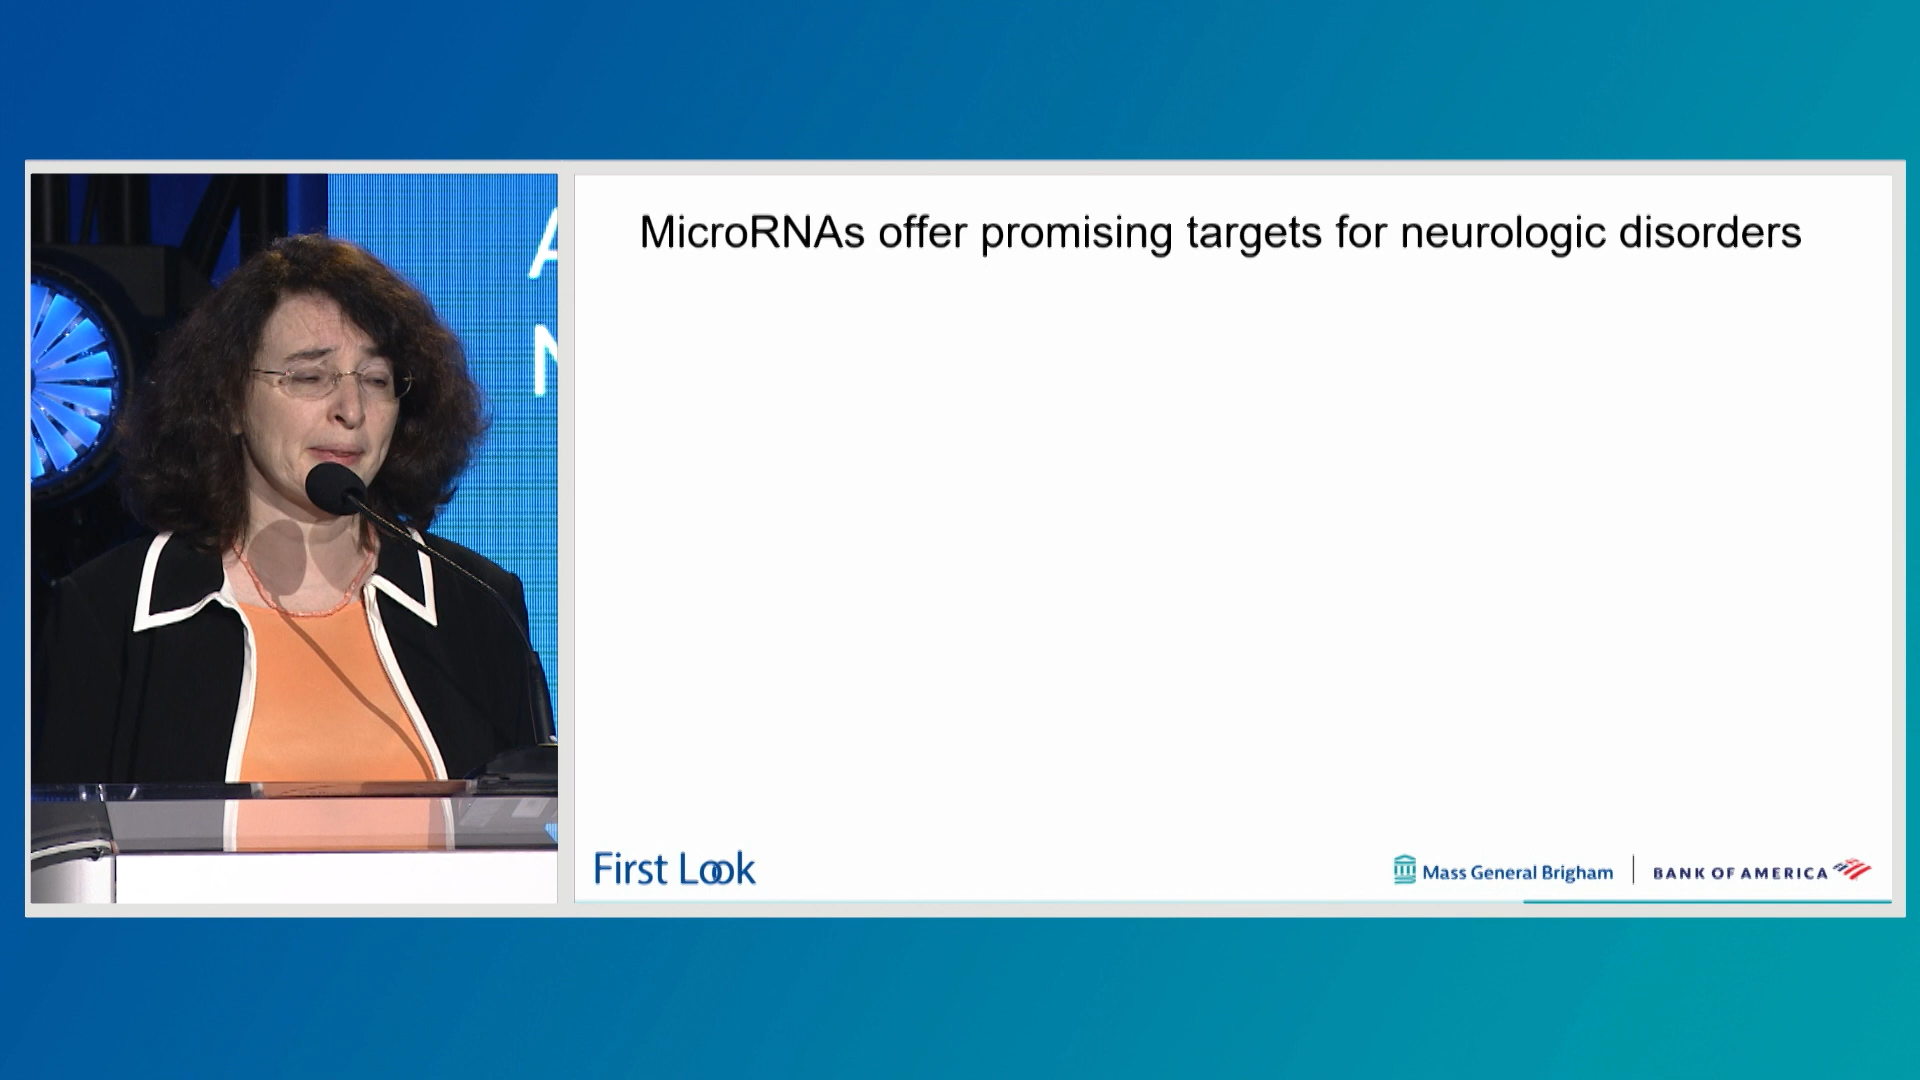 A
N
MicroRNAs offer promising targets for neurologic disorders
First Look
Mass General Brigham
BANK OF AMERICA